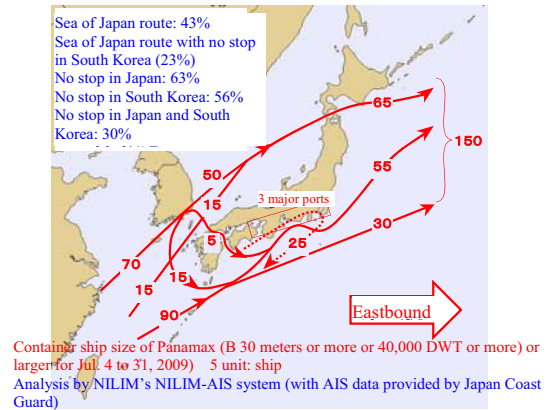 Sea of Japan route: 43%
Sea of Japan route with no stop
in South Korea (23%)
No stop in Japan: 63%
No stop in South Korea: 56%
No stop in Japan and South
Korea: 30%
65
150
50
55
15
3 major ports
30
5
25
70
15
15
90
Eastbound
Container ship size of Panamax (B 30 meters or more or 40,000 DWT or more) or
larger for Jul. 4 to 31, 2009) 5 unit: ship
Analysis by NILIM's NILIM-AIS system (with AIS data provided by Japan Coast
Guard)